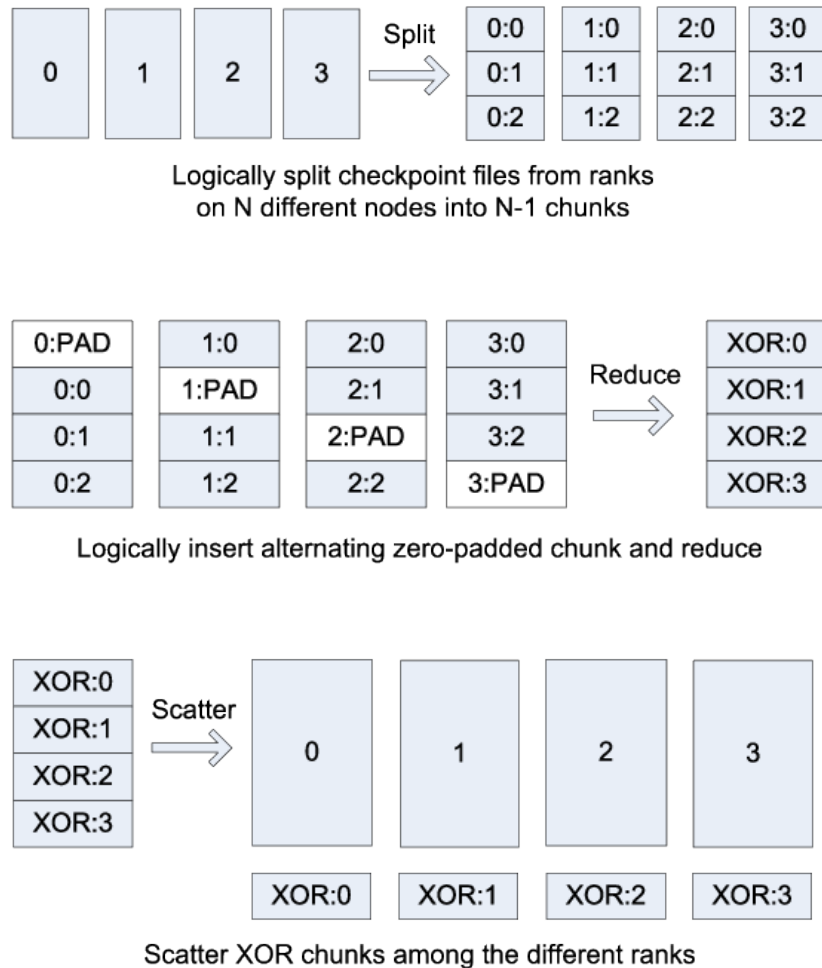 0 1 2 3 Split 0:0 1:0 2:0 3:0
0:1 1:1 2:1 3:1
0:2 1:2 2:2 3:2
Logically split checkpoint files from ranks
on N different nodes into N-1 chunks
0:PAD 1:0 2:0 3:0 Reduce XOR:0
0:0 1:PAD 2:1 3:1 XOR:1
0:1 1:1 2:PAD 3:2 XOR:2
0:2 1:2 2:2 3:PAD XOR:3
Logically insert alternating zero-padded chunk and reduce
XOR:0
XOR:1
XOR:2
XOR:3
Scatter
0 1 2 3
XOR:0 XOR:1 XOR:2 XOR:3
Scatter XOR chunks among the different ranks